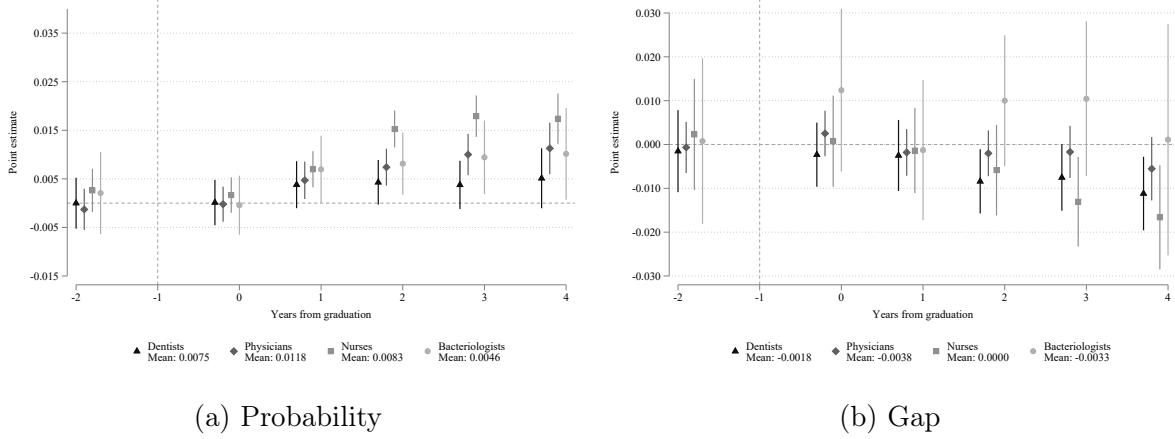 0.035
0.025
0.015
0.005
-0.005
-0.015
Point estimate
-2
-1
0
1
2
3
4
Years from graduation
Dentists
Mean: 0.0075
Physicians
Mean: 0.0118
Nurses
Mean: 0.0083
Bacteriologists
Mean: 0.0046
(a) Probability
0.030
0.020
0.010
0.000
-0.010
-0.020
-0.030
Point estimate
-2
-1
0
1
2
3
4
Years from graduation
Dentists
Mean: -0.0018
Physicians
Mean: -0.0038
Nurses
Mean: 0.0000
Bacteriologists
Mean: -0.0033
(b) Gap